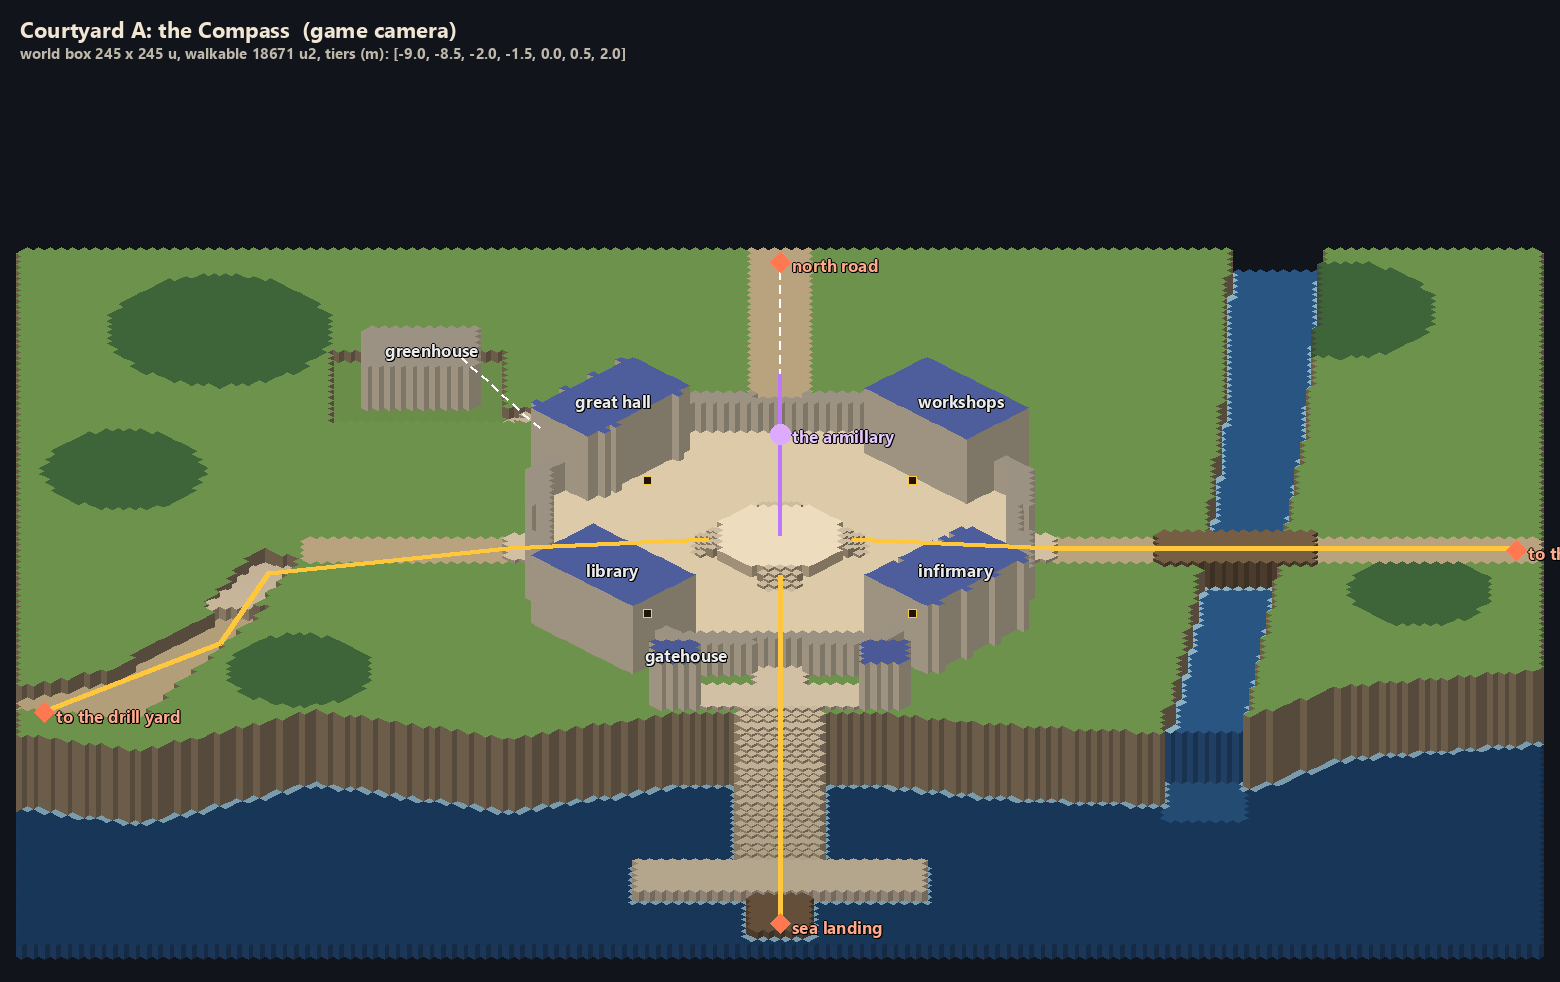 Courtyard A: the Compass (game camera)
world box 245 x 245 u, walkable 18671 u2, tiers (m): [-9.0, -8.5, -2.0, -1.5, 0.0, 0.5, 2.0]
north road
greenhouse
great hall
workshops
the armillary
to th
library
infirmary
gatehouse
to the drill yard
sea landing